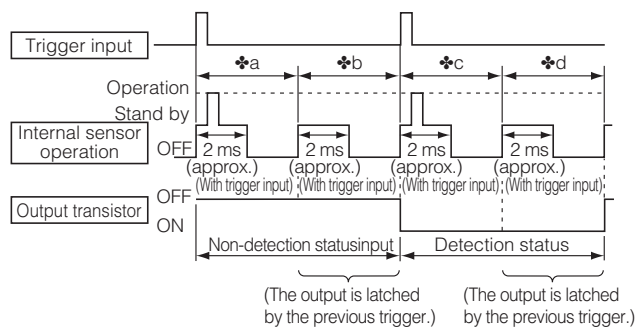 Trigger input
✤a ✤b ✤c ✤d
Operation
Stand by
Internal sensor
operation
OFF
2 ms 2 ms 2 ms 2 ms
(approx.) (approx.) (approx.) (approx.)
(With trigger input) (With trigger input) (With trigger input) (With trigger input)
OFF
Output transistor
ON
Non-detection statusinput Detection status
(The output is latched (The output is latched
by the previous trigger.) by the previous trigger.)